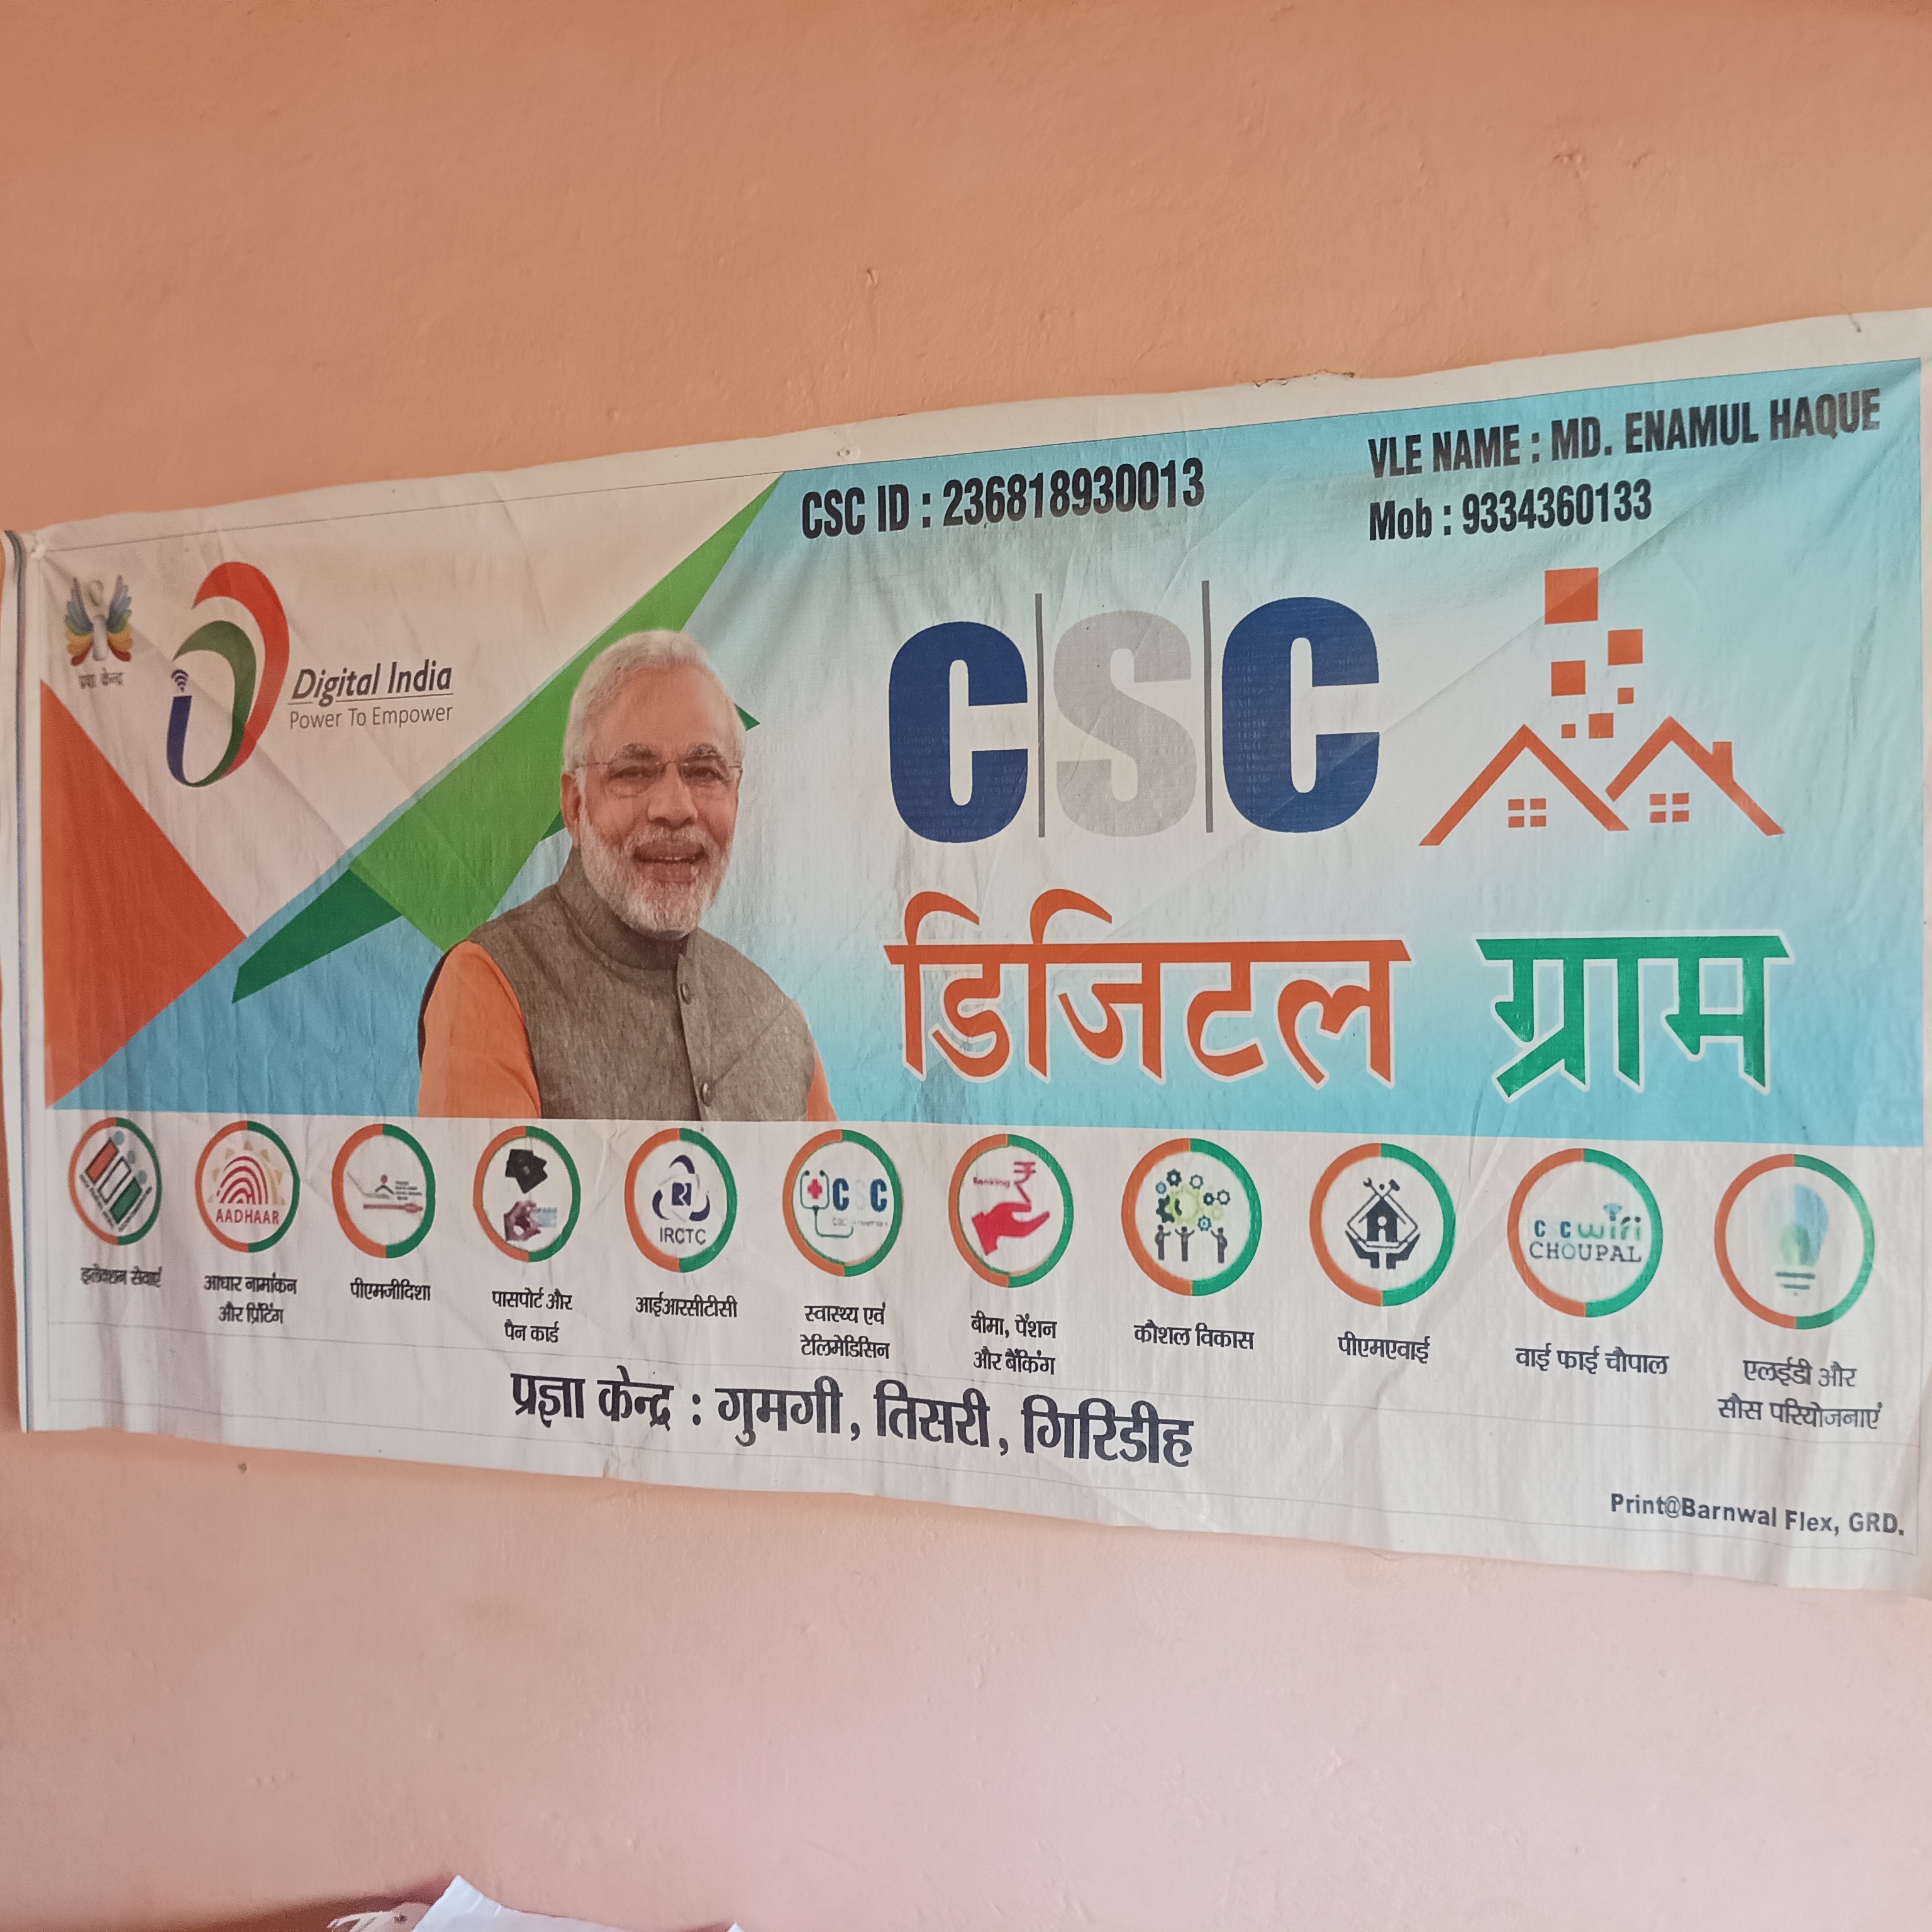 CSC ID : 236818930013
VLE NAME : MD. ENAMUL HAQUE
Mob : 9334360133
प्रज्ञा केन्द्र
Digital India
Power To Empower
CSC
डिजिटल ग्राम
AADHAAR
IRCTC
CSC
Banking
CSC wifi
CHOUPAL
इलेक्शन सेवाएं
आधार नामांकन
और प्रिंटिंग
पीएमजीदिशा
पासपोर्ट और
पैन कार्ड
आईआरसीटीसी
स्वास्थ्य एवं
टेलिमेडिसिन
बीमा, पेंशन
और बैंकिंग
कौशल विकास
पीएमएवाई
वाई फाई चौपाल
एलईडी और
सौस परियोजनाएं
प्रज्ञा केन्द्र : गुमगी, तिसरी, गिरिडीह
Print@Barnwal Flex, GRD.